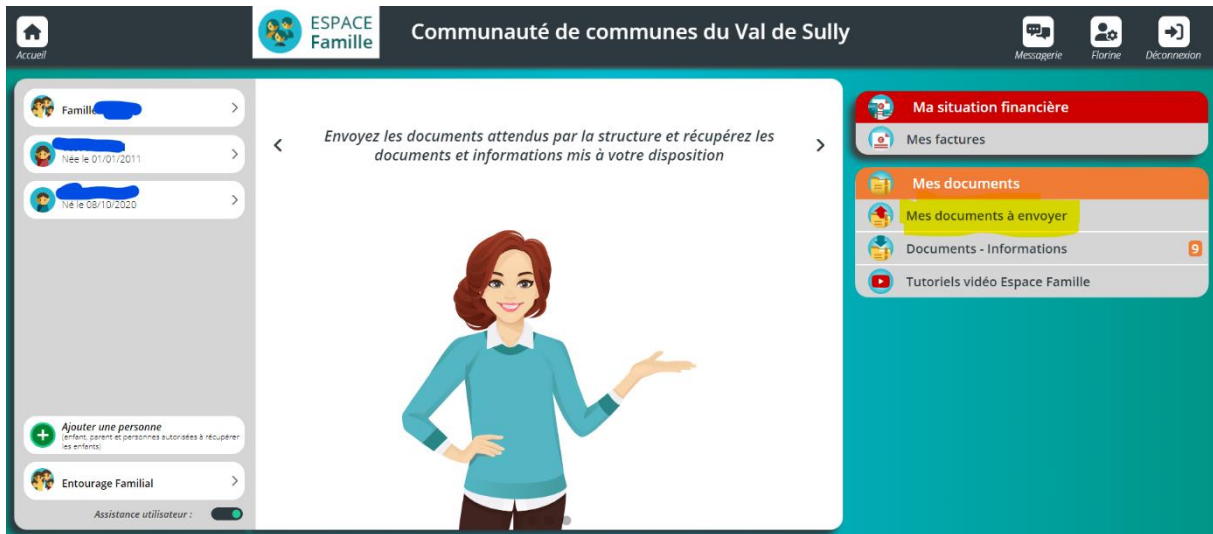 Accueil
ESPACE
Famille
Communauté de communes du Val de Sully
Messagerie
Florine
Déconnexion
Famille
Née le 01/01/2011
Né le 08/10/2020
Ajouter une personne
(enfant, parent et personnes autorisées à récupérer
les enfants)
Entourage Familial
Assistance utilisateur :
Envoyez les documents attendus par la structure et récupérez les
documents et informations mis à votre disposition
Ma situation financière
Mes factures
Mes documents
Mes documents à envoyer
Documents - Informations
9
Tutoriels vidéo Espace Famille